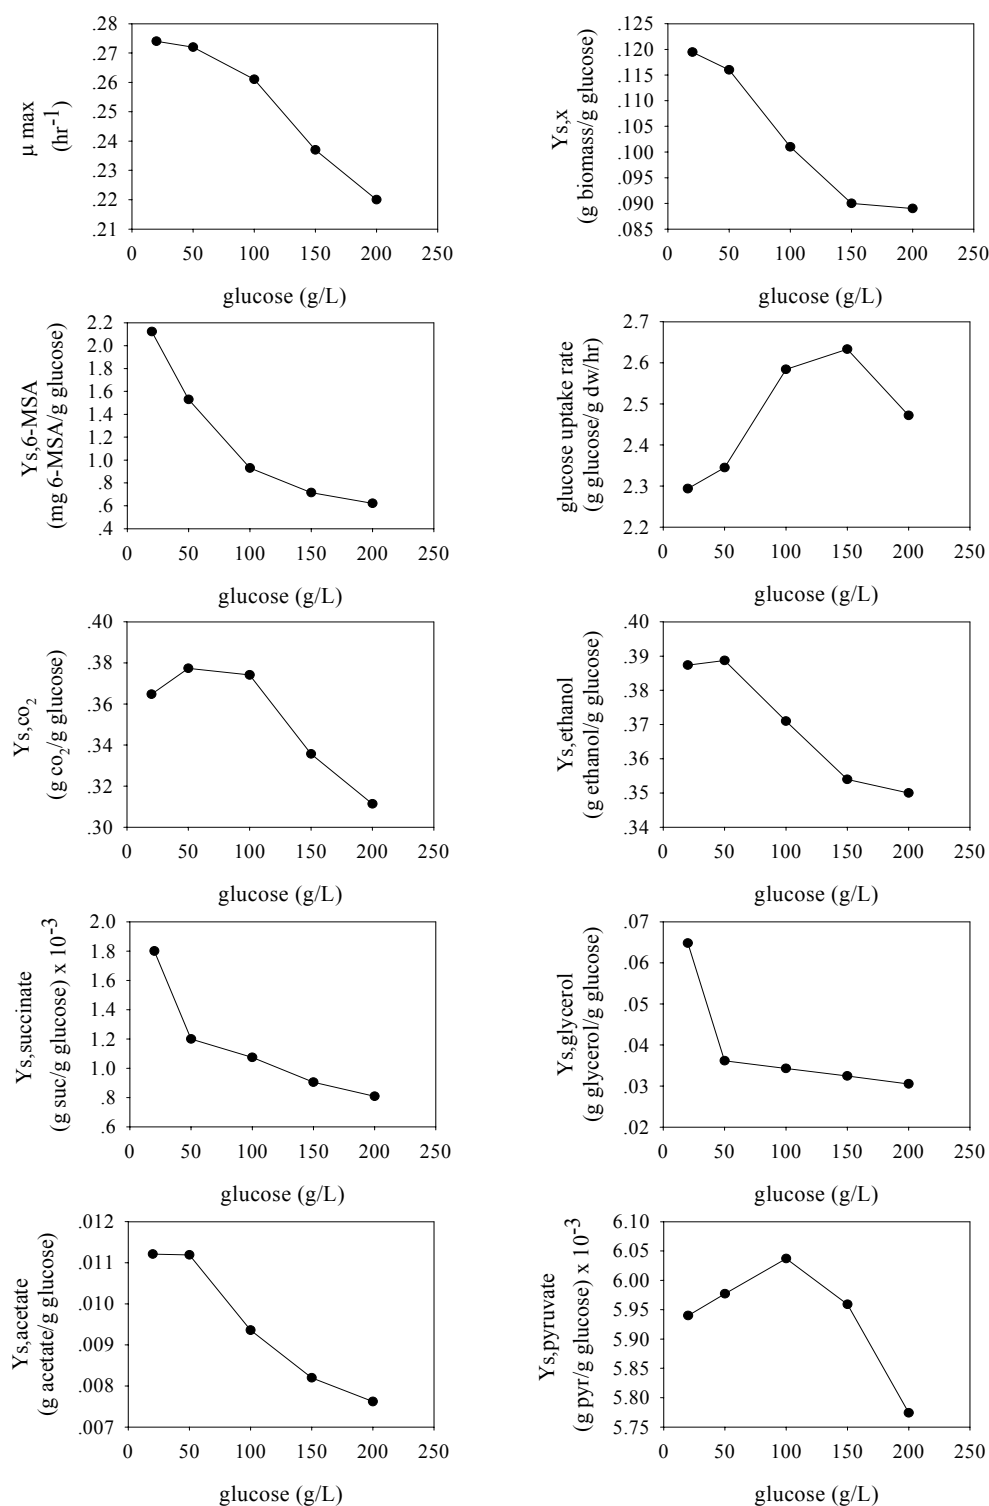 .28
.27
.26
.25
.24
.23
.22
.21
μ max
(hr-1)
0 50 100 150 200 250
glucose (g/L)
.125
.120
.115
.110
.105
.100
.095
.090
.085
Ys,x
(g biomass/g glucose)
0 50 100 150 200 250
glucose (g/L)
2.2
2.0
1.8
1.6
1.4
1.2
1.0
.8
.6
.4
Ys,6-MSA
(mg 6-MSA/g glucose)
0 50 100 150 200 250
glucose (g/L)
2.7
2.6
2.5
2.4
2.3
2.2
glucose uptake rate
(g glucose/g dw/hr)
0 50 100 150 200 250
glucose (g/L)
.40
.38
.36
.34
.32
.30
Ys,co2
(g co2/g glucose)
0 50 100 150 200 250
glucose (g/L)
.40
.39
.38
.37
.36
.35
.34
Ys,ethanol
(g ethanol/g glucose)
0 50 100 150 200 250
glucose (g/L)
2.0
1.8
1.6
1.4
1.2
1.0
.8
.6
Ys,succinate
(g suc/g glucose) x 10-3
0 50 100 150 200 250
glucose (g/L)
.07
.06
.05
.04
.03
.02
Ys,glycerol
(g glycerol/g glucose)
0 50 100 150 200 250
glucose (g/L)
.012
.011
.010
.009
.008
.007
Ys,acetate
(g acetate/g glucose)
0 50 100 150 200 250
glucose (g/L)
6.10
6.05
6.00
5.95
5.90
5.85
5.80
5.75
Ys,pyruvate
(g pyr/g glucose) x 10-3
0 50 100 150 200 250
glucose (g/L)